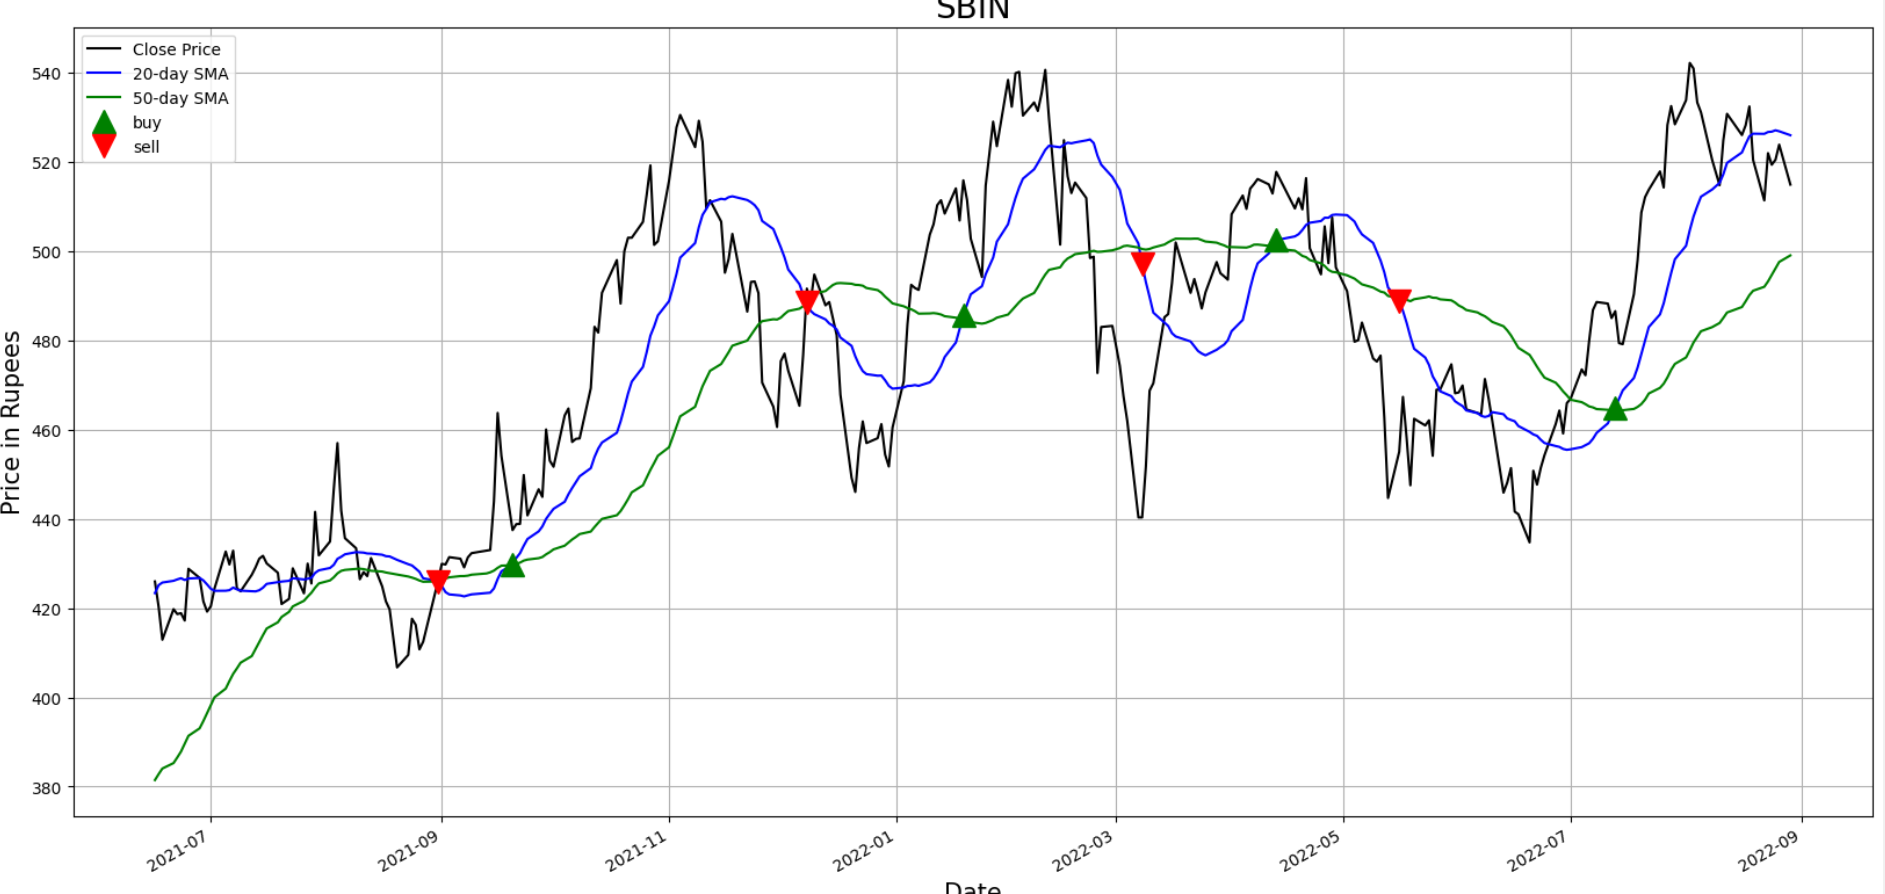 SBIN
Close Price
20-day SMA
50-day SMA
buy
sell
Price in Rupees
540
520
500
480
460
440
420
400
380
2021-07
2021-09
2021-11
2022-01
2022-03
2022-05
2022-07
2022-09
Date